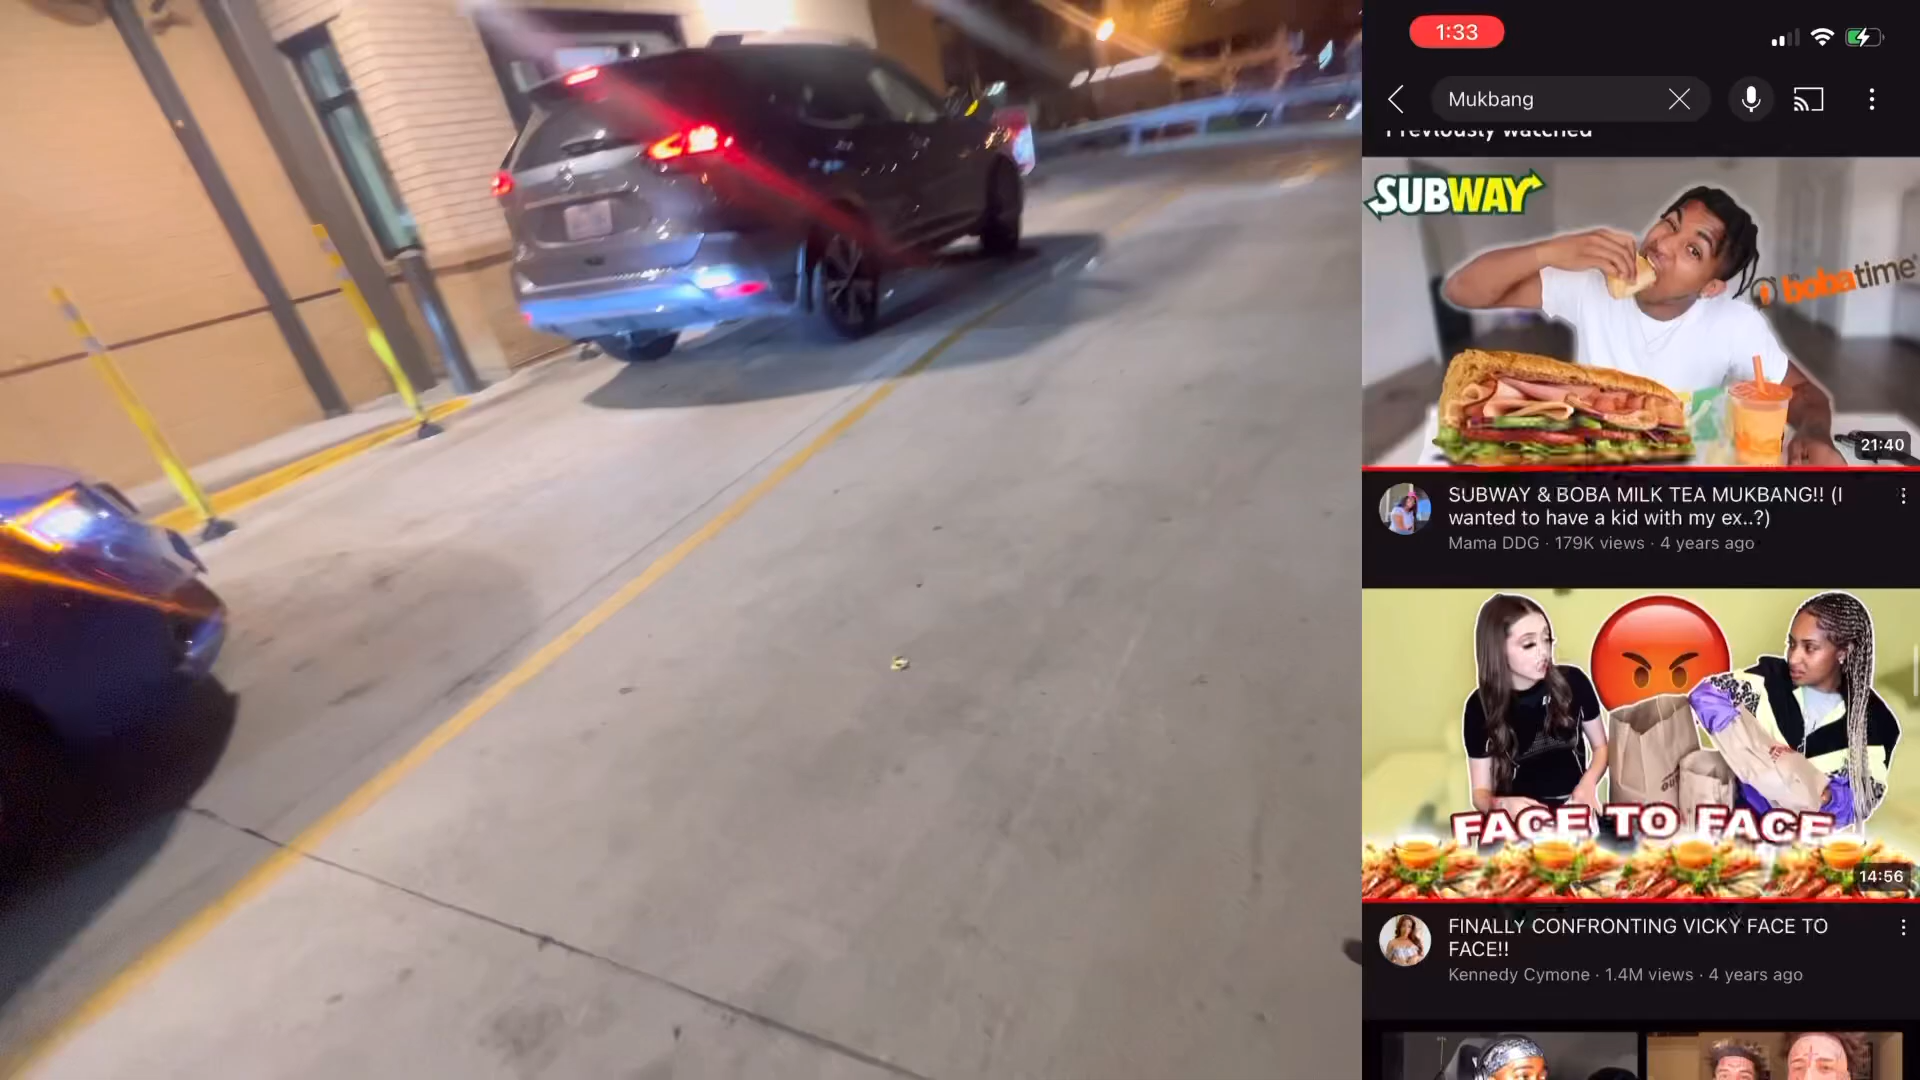 1:33
Mukbang
Previously watched
SUBWAY
bobatime
21:40
SUBWAY & BOBA MILK TEA MUKBANG!! (I
wanted to have a kid with my ex..?)
Mama DDG · 179K views · 4 years ago
FACE TO FACE
14:56
FINALLY CONFRONTING VICKY FACE TO
FACE!!
Kennedy Cymone · 1.4M views · 4 years ago